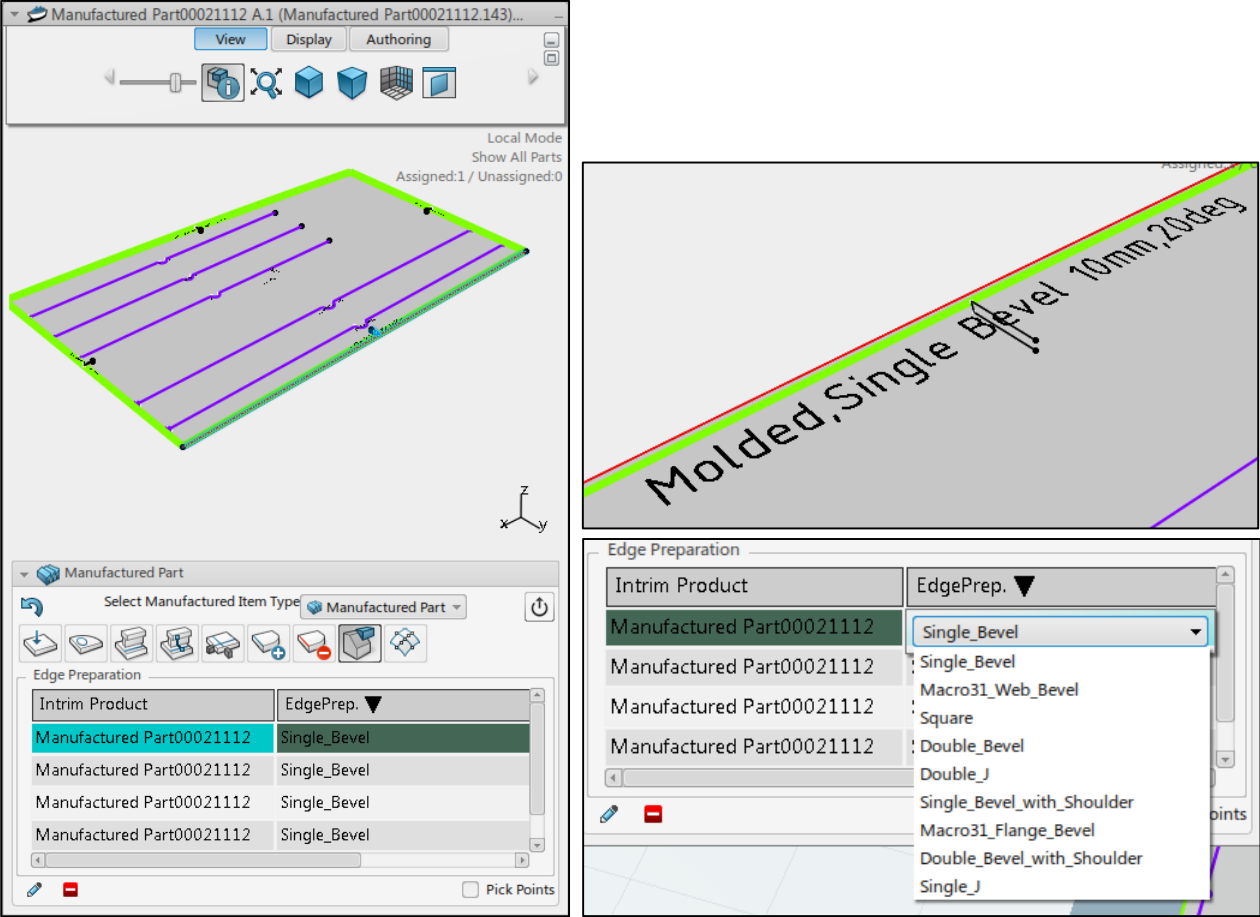 Manufactured Part00021112 A.1 (Manufactured Part00021112.143)...
View Display Authoring
Local Mode
Show All Parts
Assigned:1 / Unassigned:0
z
x y
Manufactured Part
Select Manufactured Item Type Manufactured Part
Edge Preparation
Intrim Product EdgePrep.
Manufactured Part00021112 Single_Bevel
Manufactured Part00021112 Single_Bevel
Manufactured Part00021112 Single_Bevel
Manufactured Part00021112 Single_Bevel
Pick Points
Molded,Single Bevel 10mm,20deg
Edge Preparation
Intrim Product EdgePrep.
Manufactured Part00021112 Single_Bevel
Manufactured Part00021112
Manufactured Part00021112
Manufactured Part00021112
Single_Bevel
Macro31_Web_Bevel
Square
Double_Bevel
Double_J
Single_Bevel_with_Shoulder
Macro31_Flange_Bevel
Double_Bevel_with_Shoulder
Single_J
oints